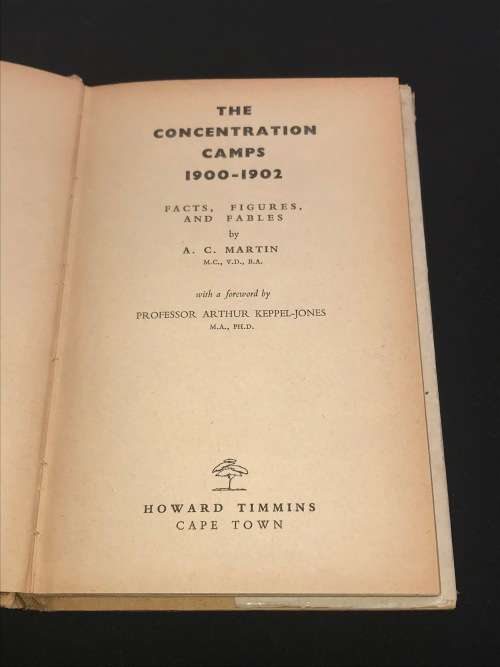 THE
CONCENTRATION
CAMPS
1900-1902
FACTS, FIGURES,
AND FABLES
by
A. C. MARTIN
M.C., V.D., B.A.
with a foreword by
PROFESSOR ARTHUR KEPPEL-JONES
M.A., PH.D.
HOWARD TIMMINS
CAPE TOWN